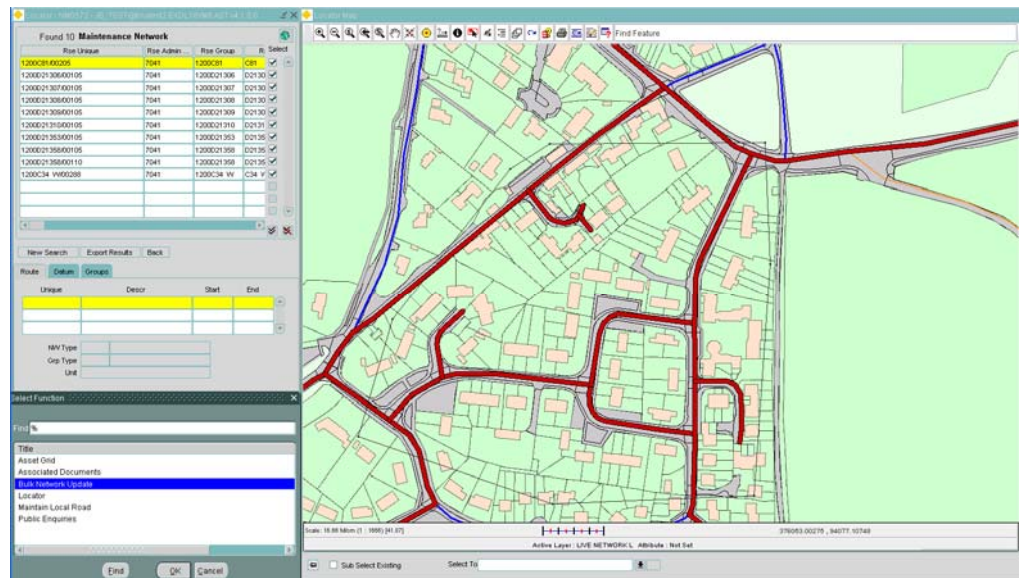 Locator Map
Find Feature
Found 10 Maintenance Network
Rse Unique Rse Admin ... Rse Group R Select
1200C81/00205 7041 1200C81 C81
1200D21306/00105 7041 1200D21306 D2130
1200D21307/00105 7041 1200D21307 D2130
1200D21308/00105 7041 1200D21308 D2130
1200D21309/00105 7041 1200D21309 D2130
1200D21310/00105 7041 1200D21310 D2131
1200D21353/00105 7041 1200D21353 D2135
1200D21358/00105 7041 1200D21358 D2135
1200D21358/00110 7041 1200D21358 D2135
1200C34 W/00288 7041 1200C34 W C34 V
New Search Export Results Back
Route Datum Groups
Unique Descr Start End
NW Type
Grp Type
Unit
Select Function
Find %
Title
Asset Grid
Associated Documents
Bulk Network Update
Locator
Maintain Local Road
Public Enquiries
Find OK Cancel
Active Layer : LIVE NETWORK L Attribute : Not Set
Sub Select Existing Select To